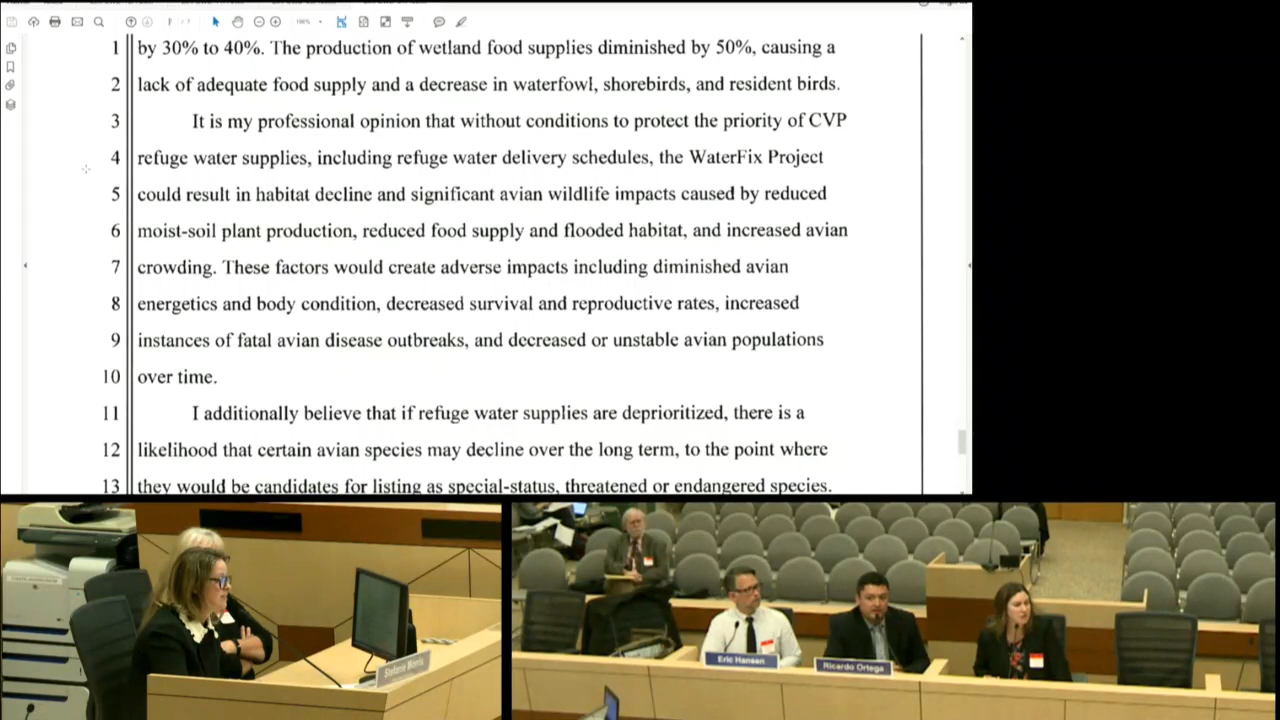 1 by 30% to 40%. The production of wetland food supplies diminished by 50%, causing a
2 lack of adequate food supply and a decrease in waterfowl, shorebirds, and resident birds.
3 It is my professional opinion that without conditions to protect the priority of CVP
4 refuge water supplies, including refuge water delivery schedules, the WaterFix Project
5 could result in habitat decline and significant avian wildlife impacts caused by reduced
6 moist-soil plant production, reduced food supply and flooded habitat, and increased avian
7 crowding. These factors would create adverse impacts including diminished avian
8 energetics and body condition, decreased survival and reproductive rates, increased
9 instances of fatal avian disease outbreaks, and decreased or unstable avian populations
10 over time.
11 I additionally believe that if refuge water supplies are deprioritized, there is a
12 likelihood that certain avian species may decline over the long term, to the point where
13 they would be candidates for listing as special-status, threatened or endangered species.
Stefanie Morris
Eric Hansen
Ricardo Ortega